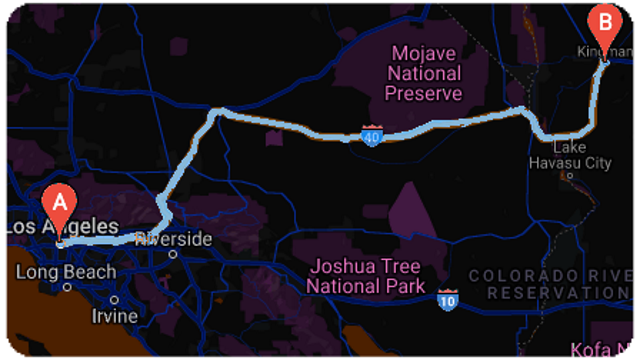 B
Kingman
Mojave
National
Preserve
40
Lake
Havasu City
A
Los Angeles
Riverside
Long Beach
Irvine
Joshua Tree
National Park
10
COLORADO RIVE
RESERVATION
Kofa N